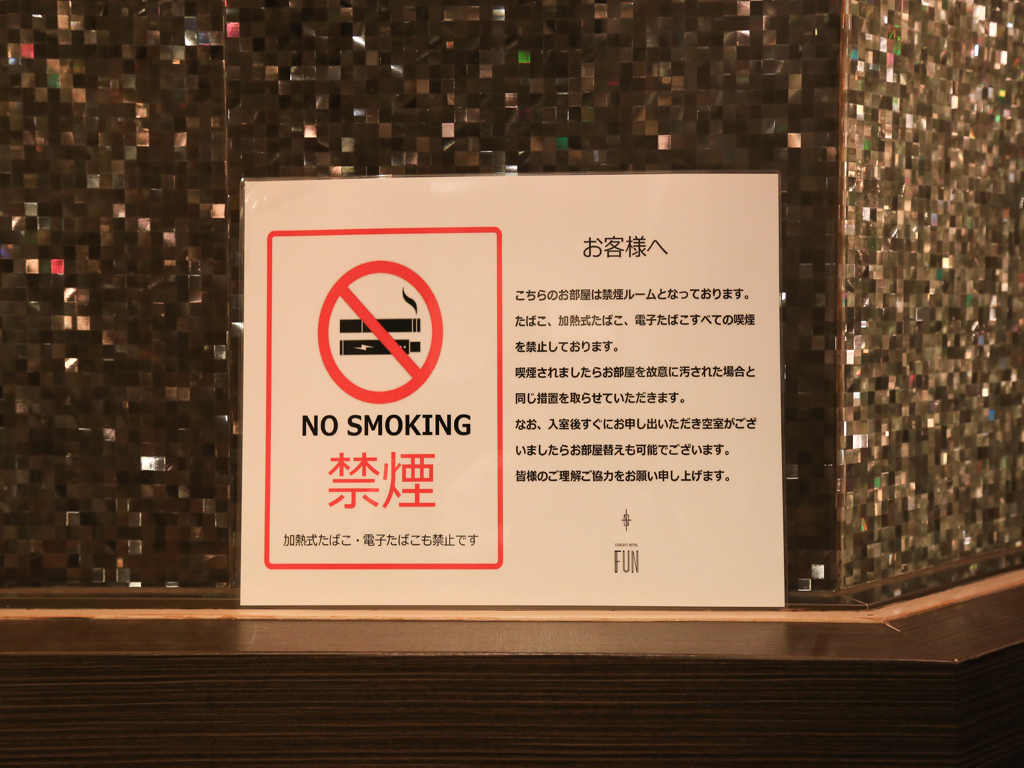 NO SMOKING
禁煙
加熱式たばこ・電子たばこも禁止です
お客様へ
こちらのお部屋は禁煙ルームとなっております。
たばこ、加熱式たばこ、電子たばこすべての喫煙
を禁止しております。
喫煙されましたらお部屋を故意に汚された場合と
同じ措置を取らせていただきます。
なお、入室後すぐにお申し出いただき空室がござ
いましたらお部屋替えも可能でございます。
皆様のご理解ご協力をお願い申し上げます。
CONCEPT HOTEL
FUN